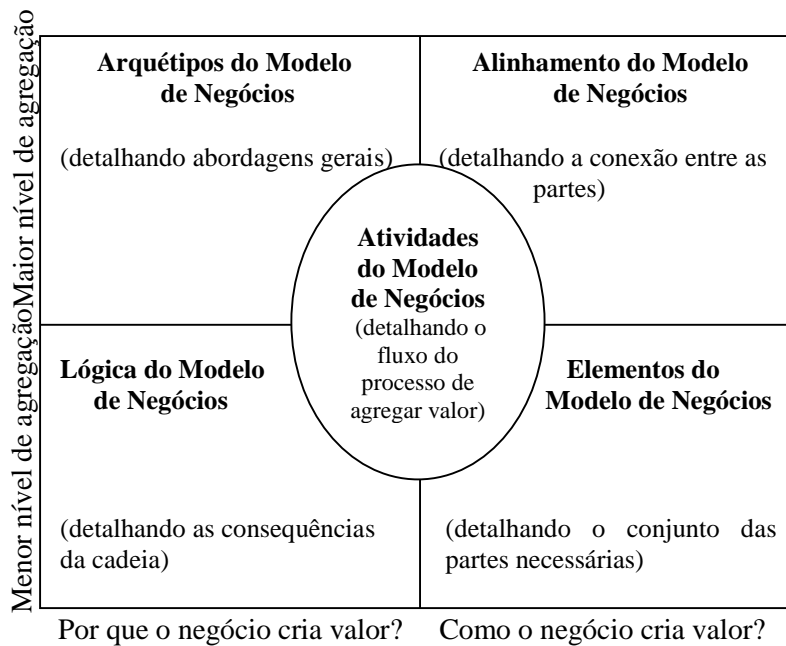 Maior nível de agregação
Menor nível de agregação
Arquétipos do Modelo
de Negócios
(detalhando abordagens gerais)
Alinhamento do Modelo
de Negócios
(detalhando a conexão entre as
partes)
Atividades
do Modelo
de Negócios
(detalhando o
fluxo do
processo de
agregar valor)
Lógica do Modelo
de Negócios
(detalhando as consequências
da cadeia)
Elementos do
Modelo de Negócios
(detalhando o conjunto das
partes necessárias)
Por que o negócio cria valor?
Como o negócio cria valor?